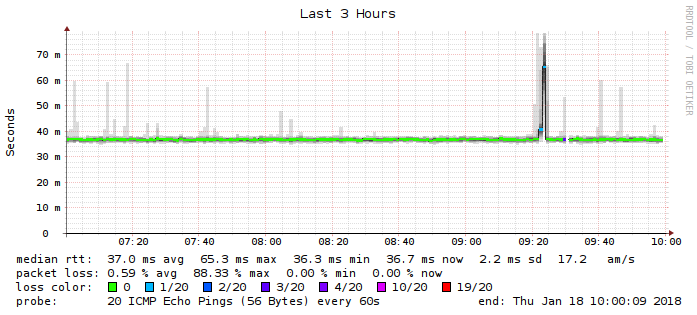 Last 3 Hours
RRDTOOL / TOBI OETIKER
Seconds
70 m
60 m
50 m
40 m
30 m
20 m
10 m
0
07:20 07:40 08:00 08:20 08:40 09:00 09:20 09:40 10:00
median rtt: 37.0 ms avg 65.3 ms max 36.3 ms min 36.7 ms now 2.2 ms sd 17.2 am/s
packet loss: 0.59 % avg 88.33 % max 0.00 % min 0.00 % now
loss color: 0 1/20 2/20 3/20 4/20 10/20 19/20
probe: 20 ICMP Echo Pings (56 Bytes) every 60s end: Thu Jan 18 10:00:09 2018